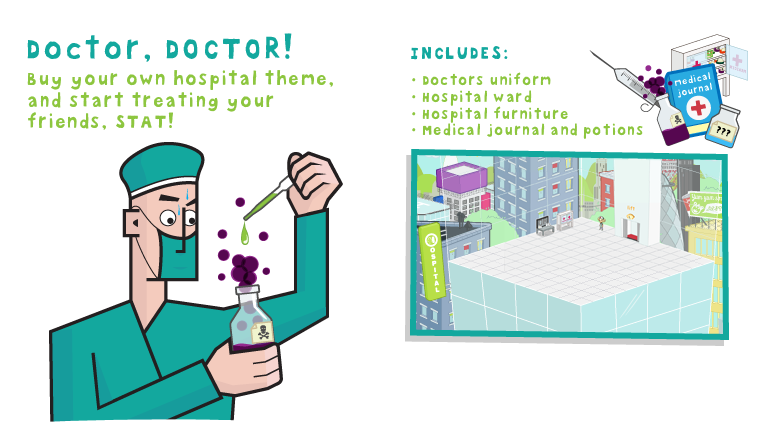 Doctor, DOCTOR!
Buy your own hospital theme,
and start treating your
friends, STAT!
INCLUDES:
• Doctors uniform
• Hospital ward
• Hospital furniture
• Medical journal and potions
medical
journal
???
HOSPITAL